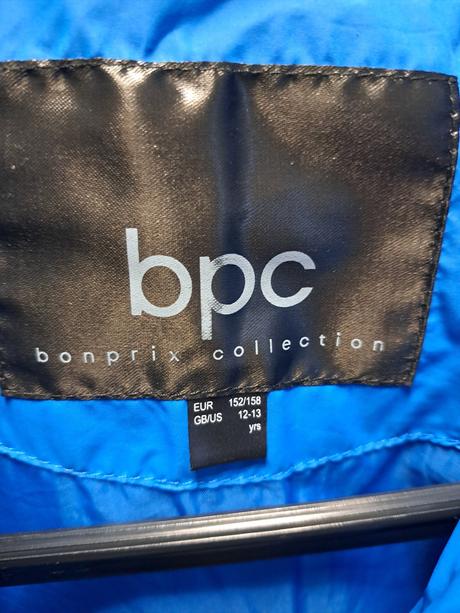 bpc
bonprix collection
EUR 152/158
GB/US 12-13
yrs